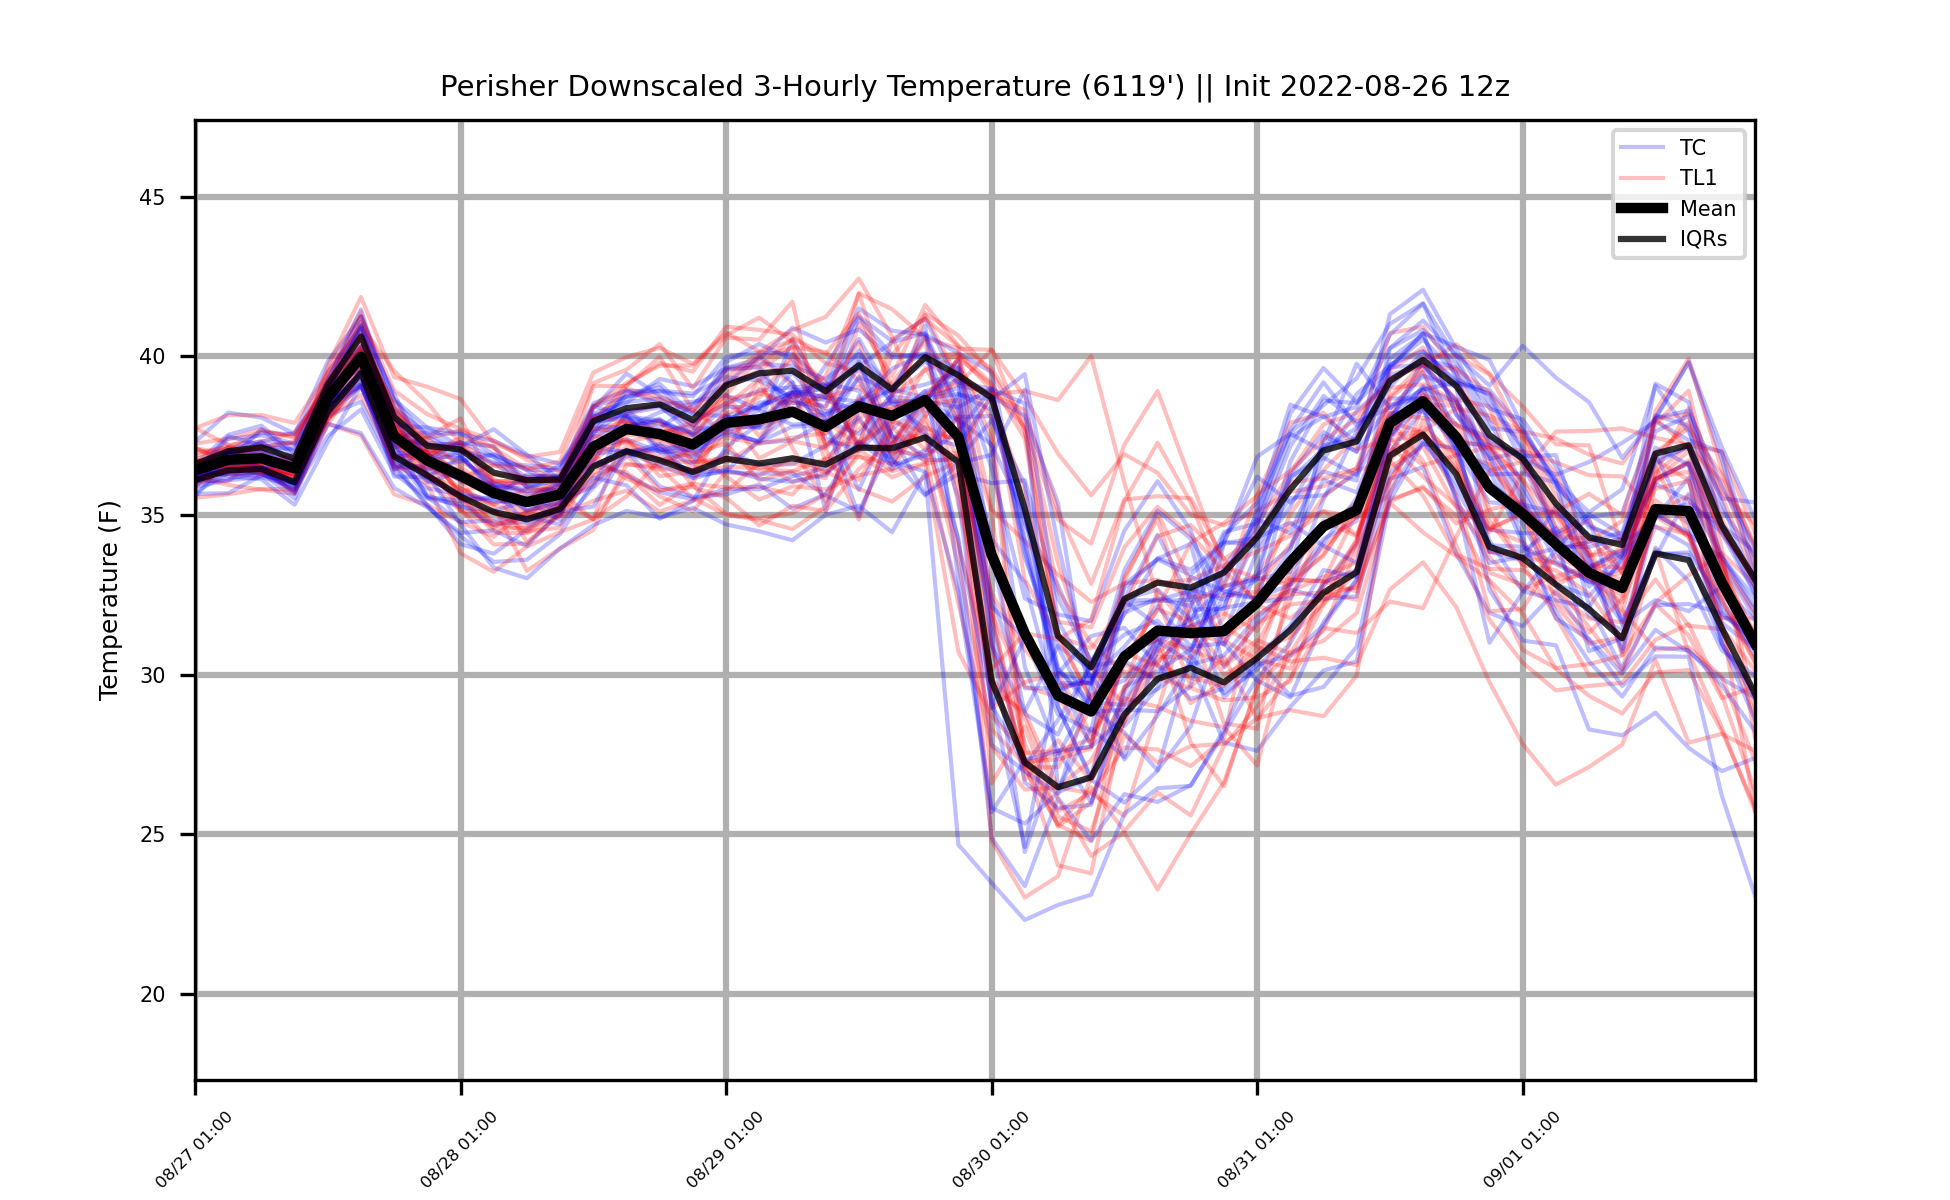 Perisher Downscaled 3-Hourly Temperature (6119') || Init 2022-08-26 12z
TC
TL1
Mean
IQRs
Temperature (F)
45
40
35
30
25
20
08/27 01:00
08/28 01:00
08/29 01:00
08/30 01:00
08/31 01:00
09/01 01:00